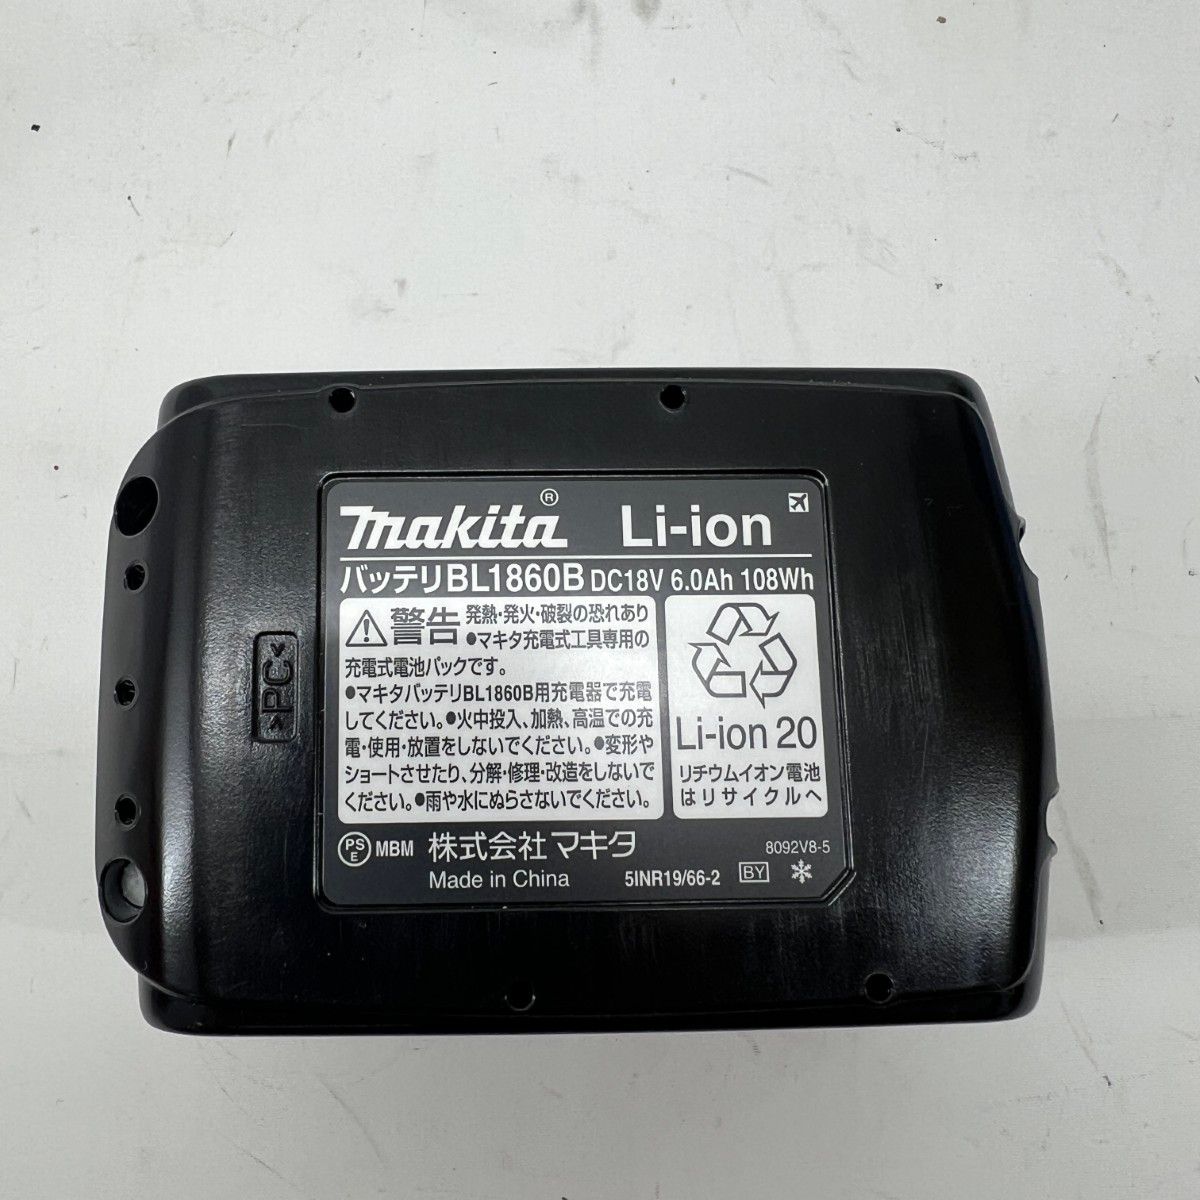 makita® Li-ion
バッテリBL1860B DC18V 6.0Ah 108Wh
警告 発熱・発火・破裂の恐れあり
●マキタ充電式工具専用の
充電式電池パックです。
●マキタバッテリBL1860B用充電器で充電
してください。●火中投入、加熱、高温での充
電・使用・放置をしないでください。●変形や
ショートさせたり、分解・修理・改造をしないで
ください。●雨や水にぬらさないでください。
Li-ion 20
リチウムイオン電池
はリサイクルへ
PSE MBM 株式会社マキタ 8092V8-5
Made in China 5INR19/66-2 BY
>PC<